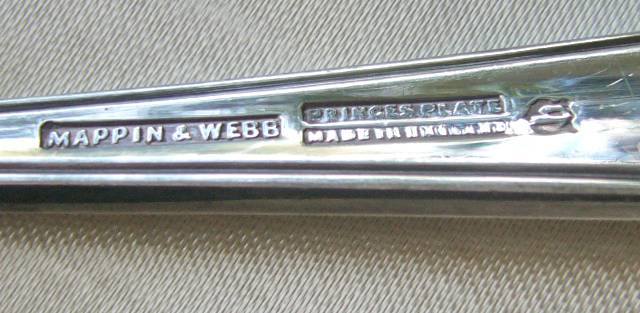 MAPPIN & WEBB
PRINCES PLATE
MADE IN ENGLAND